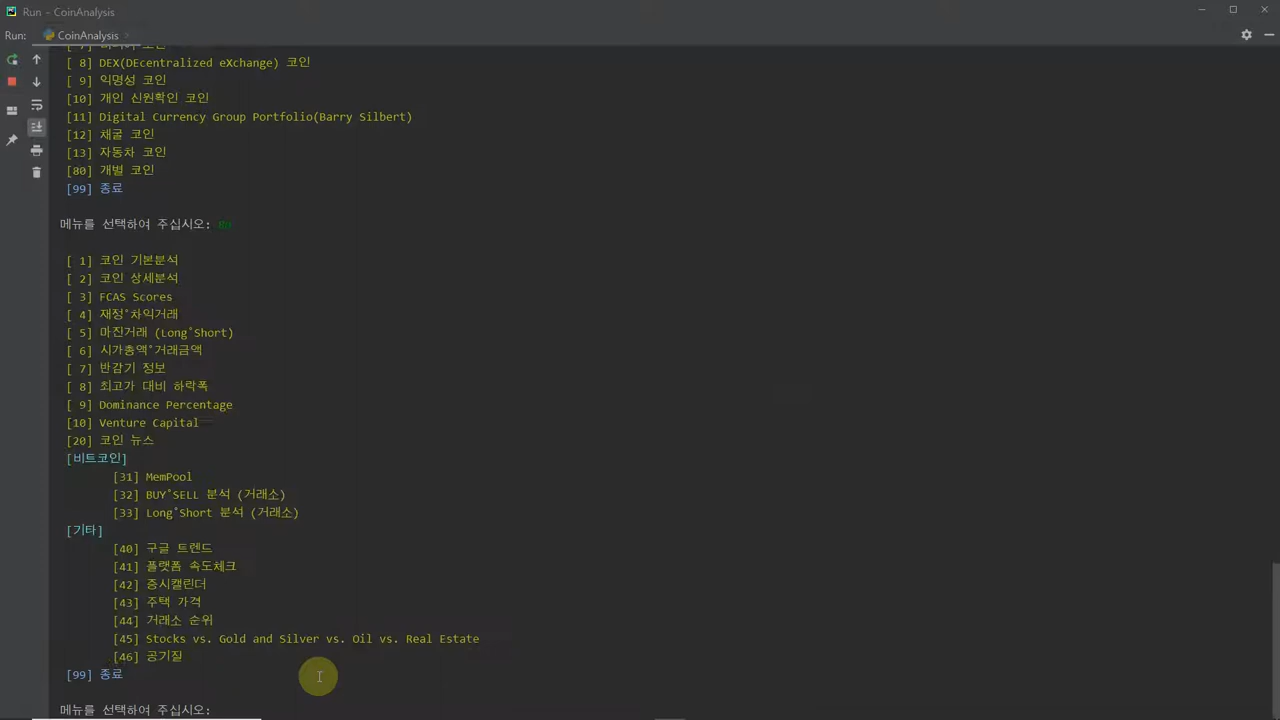 Run – CoinAnalysis
Run: CoinAnalysis
[ 8] DEX(DEcentralized eXchange) 코인
[ 9] 익명성 코인
[10] 개인 신원확인 코인
[11] Digital Currency Group Portfolio(Barry Silbert)
[12] 채굴 코인
[13] 자동차 코인
[80] 개별 코인
[99] 종료
메뉴를 선택하여 주십시오:
[ 1] 코인 기본분석
[ 2] 코인 상세분석
[ 3] FCAS Scores
[ 4] 재정°차익거래
[ 5] 마진거래 (Long°Short)
[ 6] 시가총액°거래금액
[ 7] 반감기 정보
[ 8] 최고가 대비 하락폭
[ 9] Dominance Percentage
[10] Venture Capital
[20] 코인 뉴스
[비트코인]
[31] MemPool
[32] BUY°SELL 분석 (거래소)
[33] Long°Short 분석 (거래소)
[기타]
[40] 구글 트렌드
[41] 플랫폼 속도체크
[42] 증시캘린더
[43] 주택 가격
[44] 거래소 순위
[45] Stocks vs. Gold and Silver vs. Oil vs. Real Estate
[46] 공기질
[99] 종료
메뉴를 선택하여 주십시오: